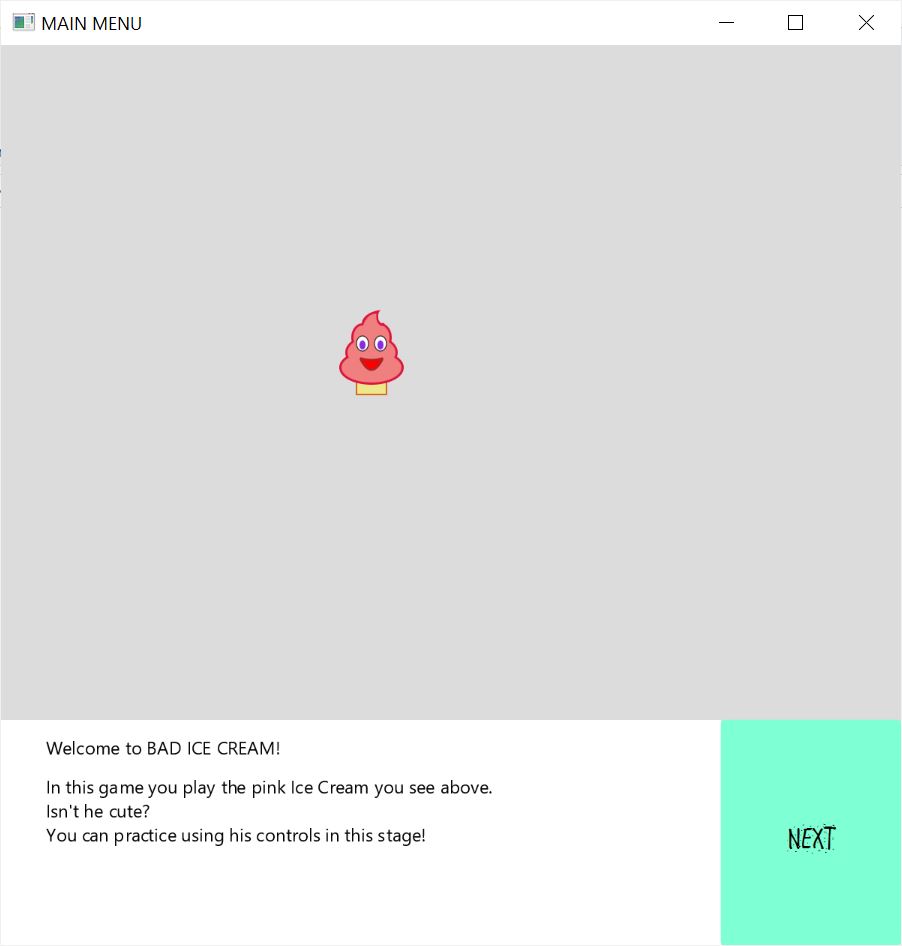 MAIN MENU
Welcome to BAD ICE CREAM!
In this game you play the pink Ice Cream you see above.
Isn't he cute?
You can practice using his controls in this stage!
NEXT